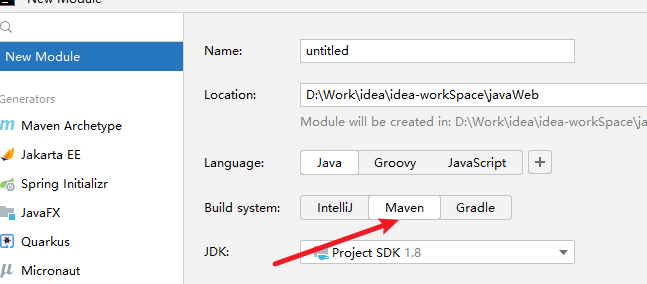 New Module
New Module
Generators
Maven Archetype
Jakarta EE
Spring Initializr
JavaFX
Quarkus
Micronaut
Name: untitled
Location: D:\Work\idea\idea-workSpace\javaWeb
Module will be created in: D:\Work\idea\idea-workSpace\ja
Language: Java Groovy JavaScript +
Build system: IntelliJ Maven Gradle
JDK: Project SDK 1.8